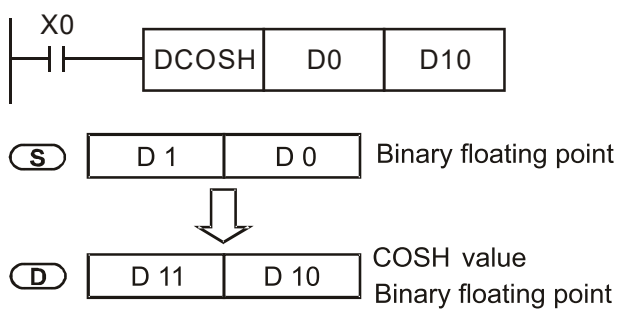 X0
DCOSH D0 D10
S D 1 D 0 Binary floating point
D D 11 D 10 COSH value
Binary floating point